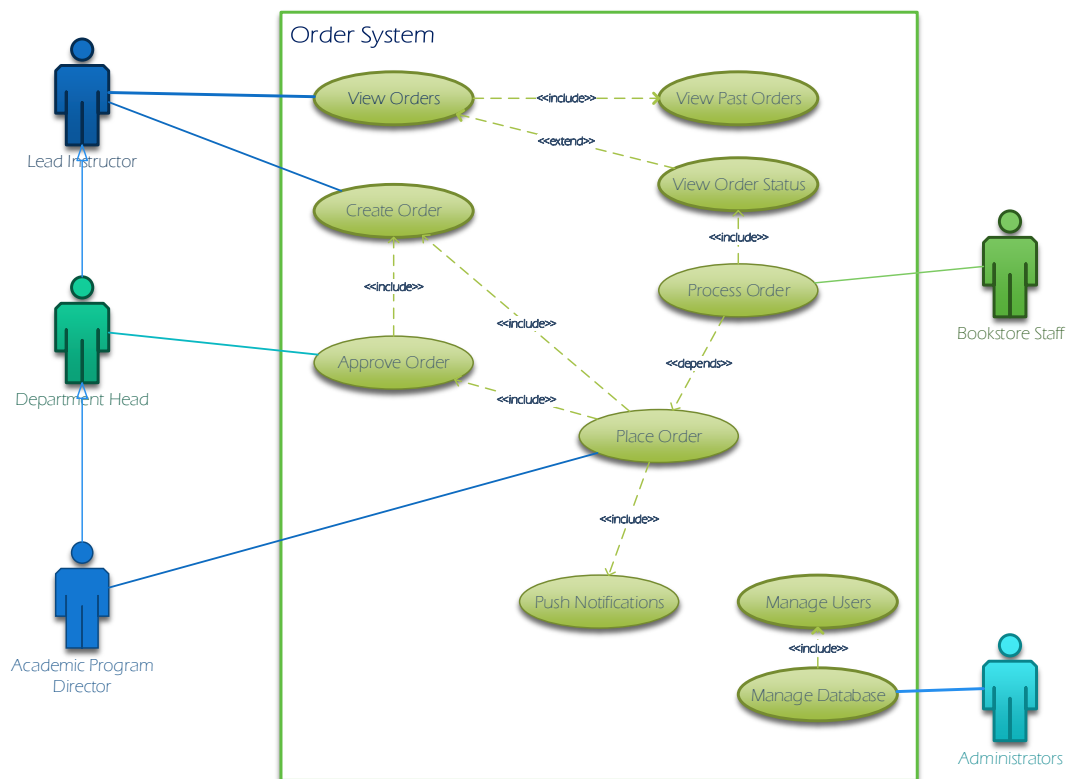 Order System
View Orders
<<include>>
View Past Orders
<<extend>>
Lead Instructor
View Order Status
Create Order
<<include>>
<<include>>
Process Order
<<include>>
Bookstore Staff
Approve Order
<<depends>>
Department Head
<<include>>
Place Order
<<include>>
Push Notifications
Manage Users
<<include>>
Academic Program
Director
Manage Database
Administrators